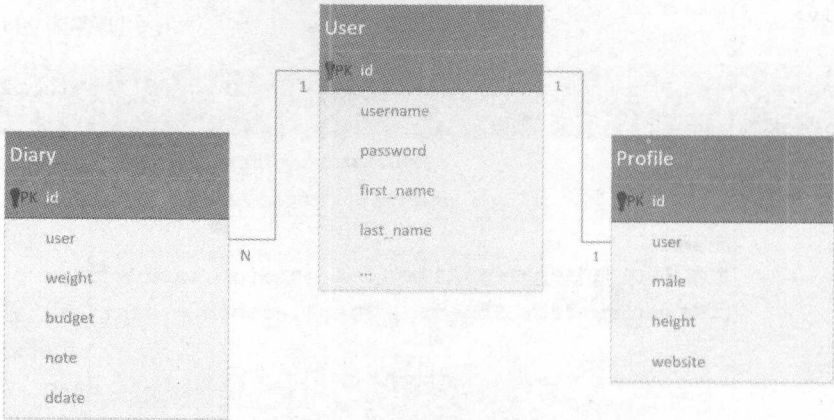 User
PK id
username
password
first_name
last_name
...
1
1
Diary
PK id
user
weight
budget
note
ddate
N
Profile
PK id
user
male
height
website
1